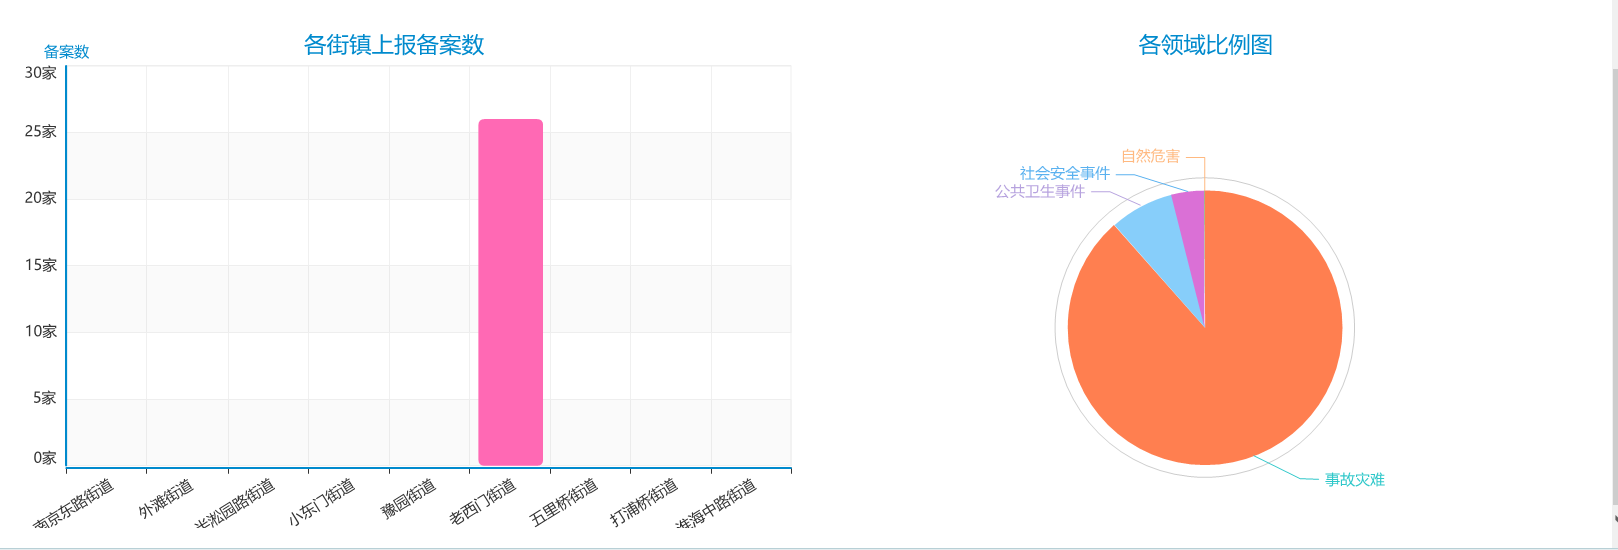 各街镇上报备案数
备案数
30家
25家
20家
15家
10家
5家
0家
南京东路街道
外滩街道
半淞园路街道
小东门街道
豫园街道
老西门街道
五里桥街道
打浦桥街道
淮海中路街道
各领域比例图
自然危害
社会安全事件
公共卫生事件
事故灾难